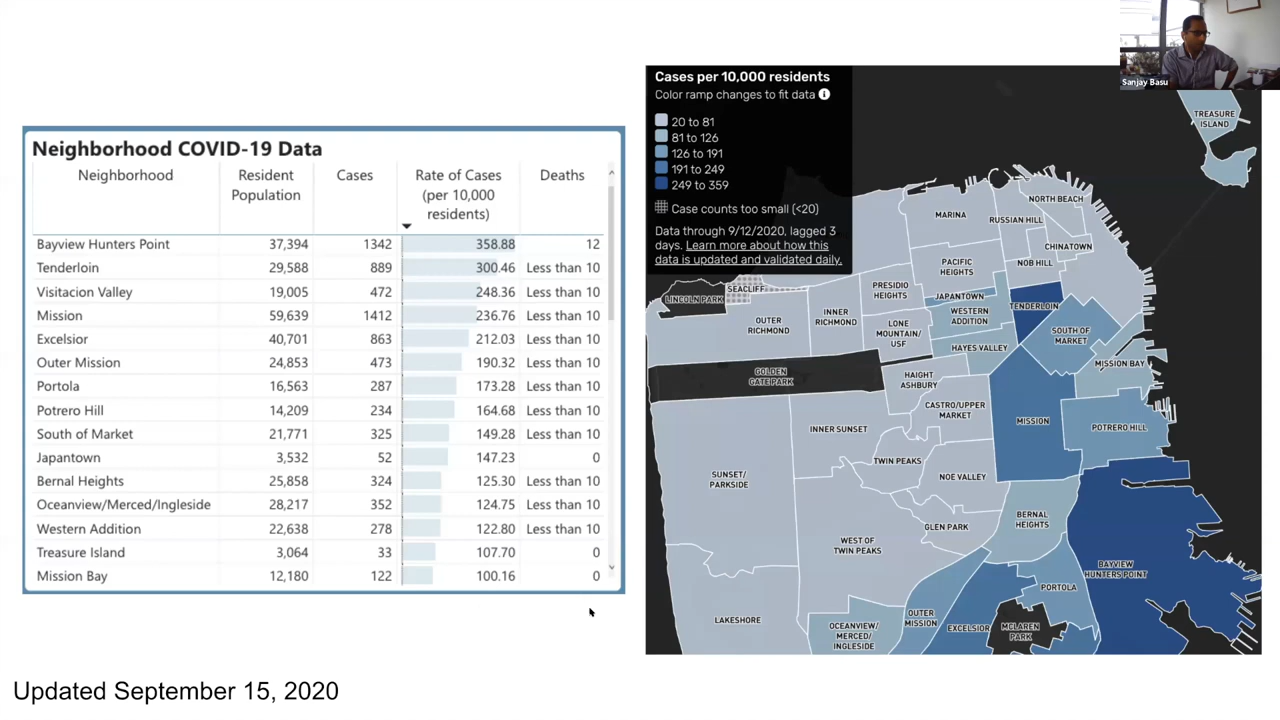 Sanjay Basu
Neighborhood COVID-19 Data
Neighborhood Resident Population Cases Rate of Cases (per 10,000 residents) Deaths
Bayview Hunters Point 37,394 1342 358.88 12
Tenderloin 29,588 889 300.46 Less than 10
Visitacion Valley 19,005 472 248.36 Less than 10
Mission 59,639 1412 236.76 Less than 10
Excelsior 40,701 863 212.03 Less than 10
Outer Mission 24,853 473 190.32 Less than 10
Portola 16,563 287 173.28 Less than 10
Potrero Hill 14,209 234 164.68 Less than 10
South of Market 21,771 325 149.28 Less than 10
Japantown 3,532 52 147.23 0
Bernal Heights 25,858 324 125.30 Less than 10
Oceanview/Merced/Ingleside 28,217 352 124.75 Less than 10
Western Addition 22,638 278 122.80 Less than 10
Treasure Island 3,064 33 107.70 0
Mission Bay 12,180 122 100.16 0
Cases per 10,000 residents
Color ramp changes to fit data
20 to 81
81 to 126
126 to 191
191 to 249
249 to 359
Case counts too small (<20)
Data through 9/12/2020, lagged 3
days. Learn more about how this
data is updated and validated daily.
TREASURE
ISLAND
NORTH BEACH
MARINA
RUSSIAN HILL
CHINATOWN
NOB HILL
PACIFIC
HEIGHTS
SEACLIFF
LINCOLN PARK
PRESIDIO
HEIGHTS
JAPANTOWN
TENDERLOIN
WESTERN
ADDITION
OUTER
RICHMOND
INNER
RICHMOND
LONE
MOUNTAIN/
USF
SOUTH OF
MARKET
HAYES VALLEY
MISSION BAY
GOLDEN
GATE PARK
HAIGHT
ASHBURY
CASTRO/UPPER
MARKET
MISSION
POTRERO HILL
INNER SUNSET
TWIN PEAKS
NOE VALLEY
SUNSET/
PARKSIDE
GLEN PARK
BERNAL
HEIGHTS
WEST OF
TWIN PEAKS
BAYVIEW
HUNTERS POINT
PORTOLA
LAKESHORE
OUTER
MISSION
EXCELSIOR
MCLAREN
PARK
OCEANVIEW/
MERCED/
INGLESIDE
Updated September 15, 2020